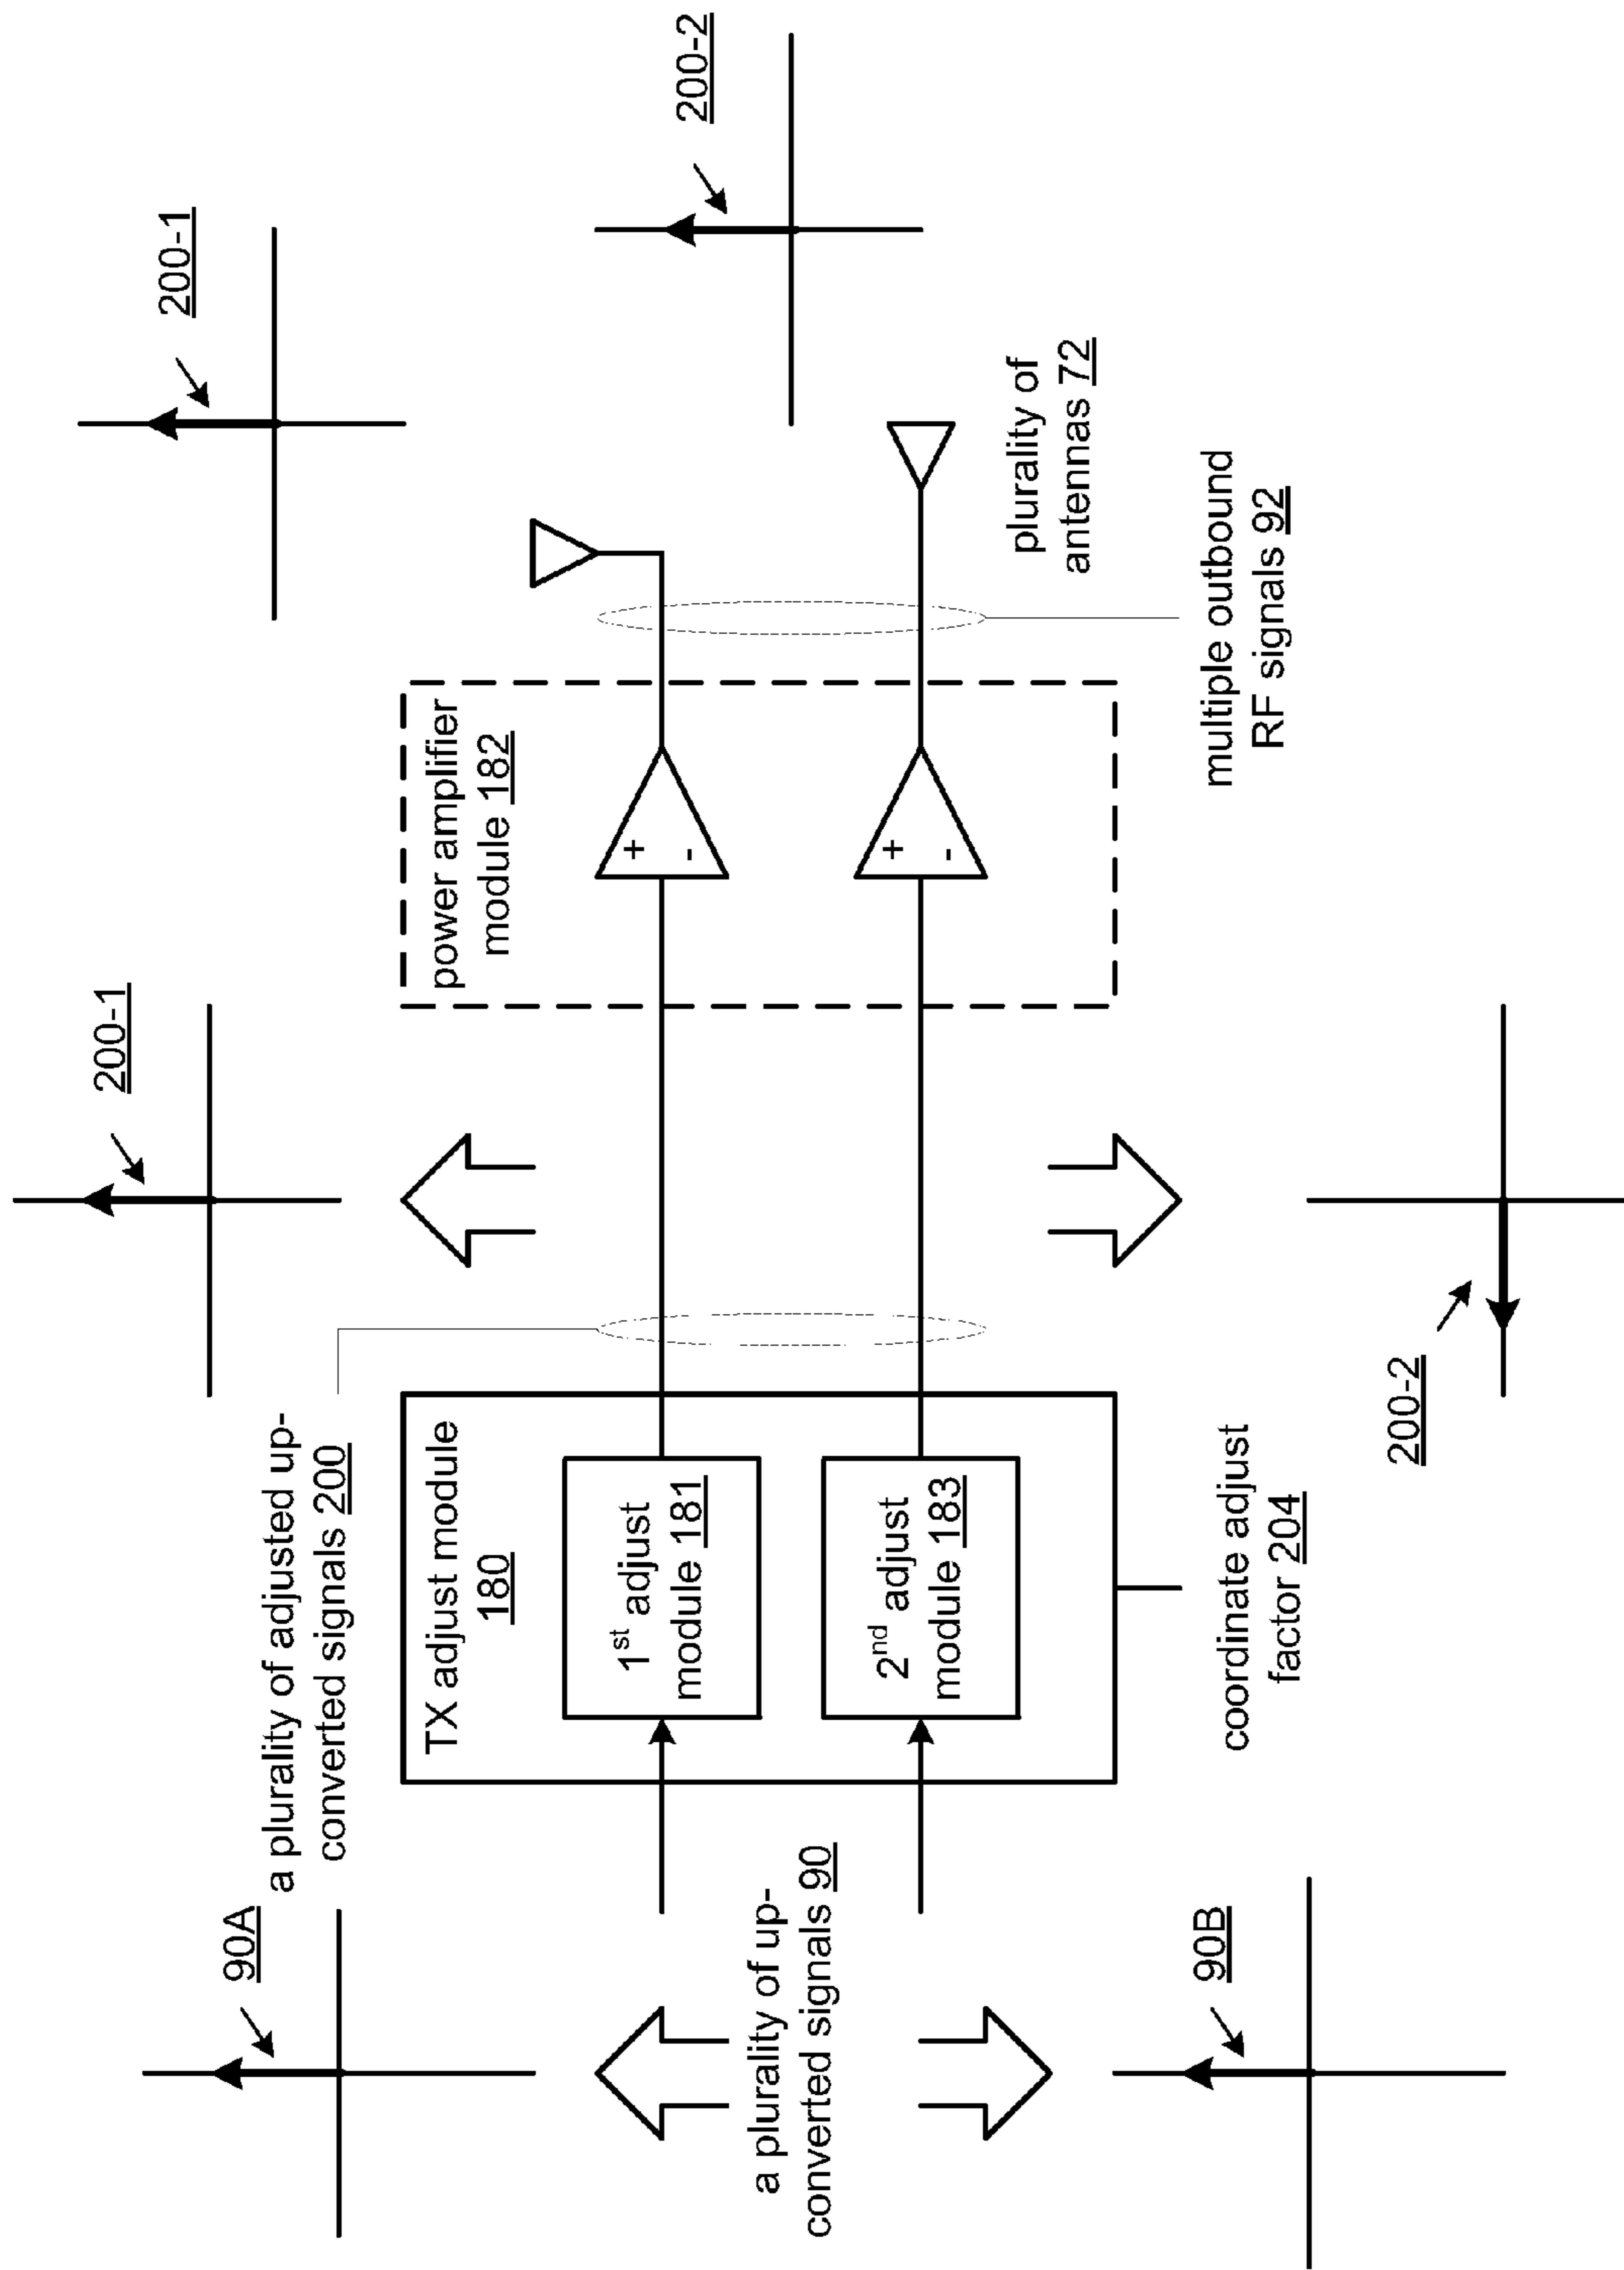 200-1
200-1
200-2
90A
a plurality of adjusted up-
converted signals 200
TX adjust module
180
1st adjust
module 181
2nd adjust
module 183
power amplifier
module 182
+
-
+
-
a plurality of up-
converted signals 90
plurality of
antennas 72
90B
coordinate adjust
factor 204
multiple outbound
RF signals 92
200-2